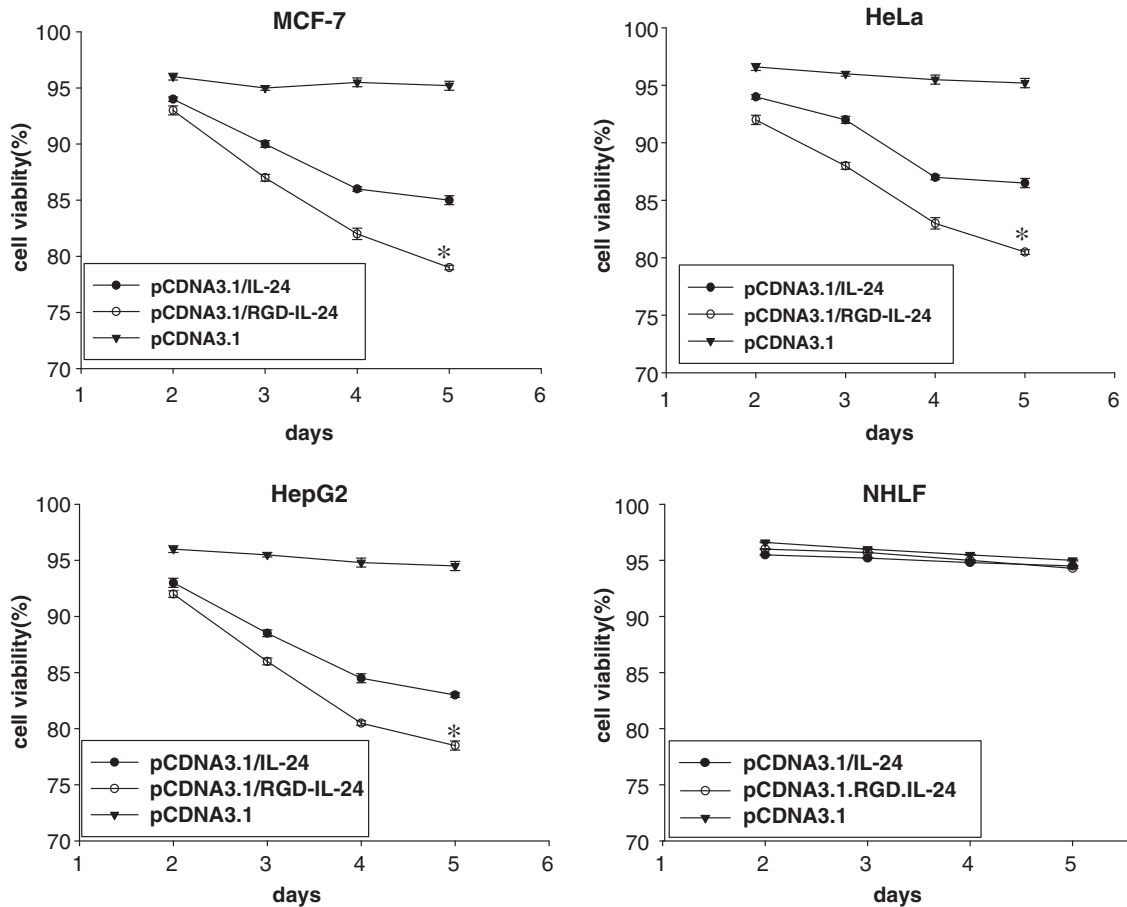 MCF-7
100
95
90
85
80
75
70
cell viablity(%)
*
pCDNA3.1/IL-24
pCDNA3.1/RGD-IL-24
pCDNA3.1
1 2 3 4 5 6
days
HeLa
100
95
90
85
80
75
70
cell viability(%)
*
pCDNA3.1/IL-24
pCDNA3.1/RGD-IL-24
pCDNA3.1
1 2 3 4 5 6
days
HepG2
100
95
90
85
80
75
70
cell viability(%)
*
pCDNA3.1/IL-24
pCDNA3.1/RGD-IL-24
pCDNA3.1
1 2 3 4 5 6
days
NHLF
100
95
90
85
80
75
70
cell viability(%)
pCDNA3.1/IL-24
pCDNA3.1.RGD.IL-24
pCDNA3.1
1 2 3 4 5
days